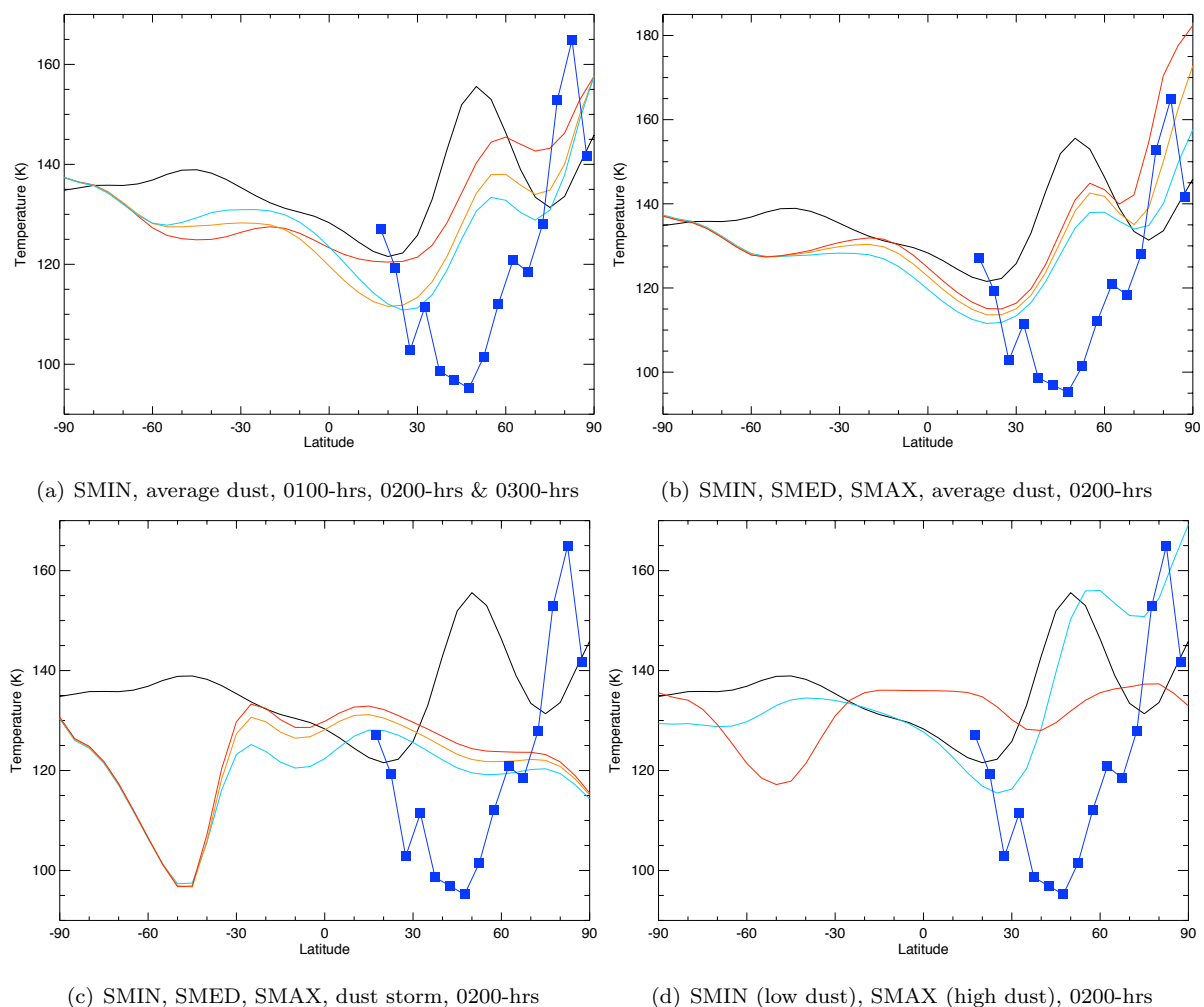 160
140
120
100
Temperature (K)
-90 -60 -30 0 30 60 90
Latitude
(a) SMIN, average dust, 0100-hrs, 0200-hrs & 0300-hrs
180
160
140
120
100
Temperature (K)
-90 -60 -30 0 30 60 90
Latitude
(b) SMIN, SMED, SMAX, average dust, 0200-hrs
160
140
120
100
Temperature (K)
-90 -60 -30 0 30 60 90
Latitude
(c) SMIN, SMED, SMAX, dust storm, 0200-hrs
160
140
120
100
Temperature (K)
-90 -60 -30 0 30 60 90
Latitude
(d) SMIN (low dust), SMAX (high dust), 0200-hrs